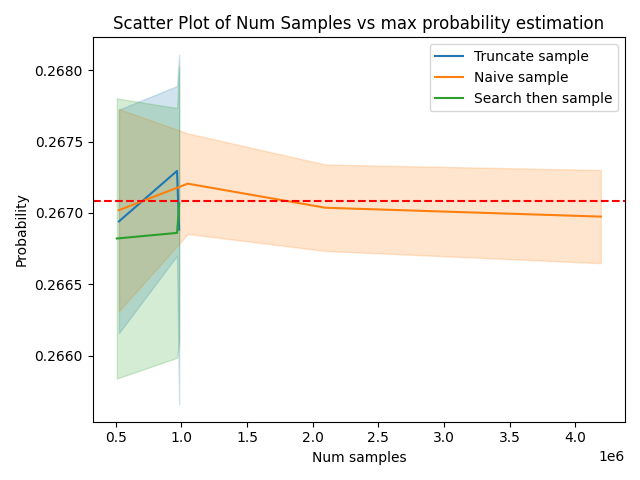 Scatter Plot of Num Samples vs max probability estimation
Truncate sample
Naive sample
Search then sample
Probability
0.2680
0.2675
0.2670
0.2665
0.2660
0.5 1.0 1.5 2.0 2.5 3.0 3.5 4.0
1e6
Num samples